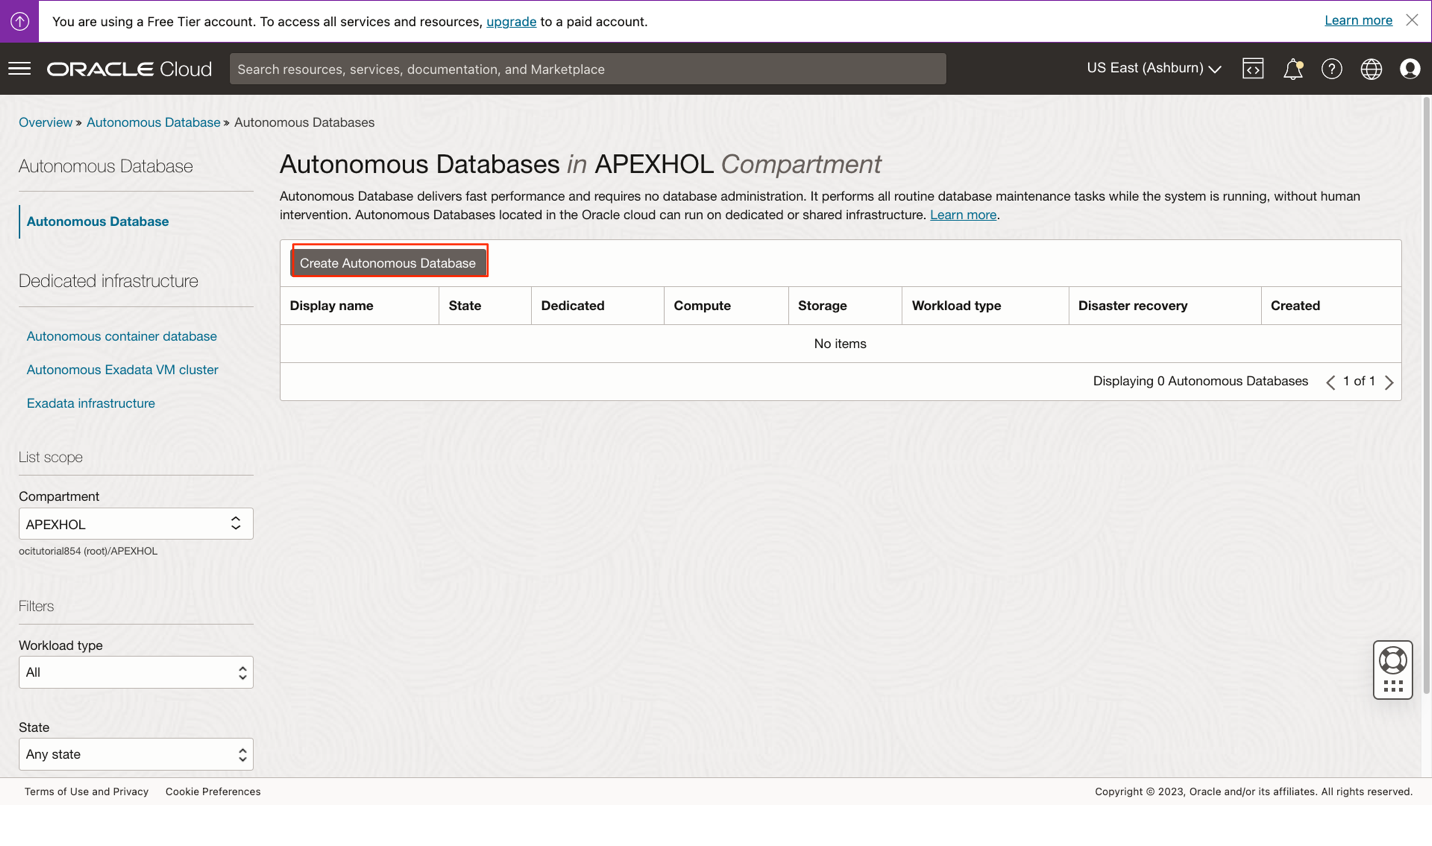 You are using a Free Tier account. To access all services and resources, upgrade to a paid account.
Learn more
ORACLE Cloud
Search resources, services, documentation, and Marketplace
US East (Ashburn)
Overview » Autonomous Database » Autonomous Databases
Autonomous Database
Autonomous Database
Dedicated infrastructure
Autonomous container database
Autonomous Exadata VM cluster
Exadata infrastructure
List scope
Compartment
APEXHOL
ocitutorial854 (root)/APEXHOL
Filters
Workload type
All
State
Any state
Autonomous Databases in APEXHOL Compartment
Autonomous Database delivers fast performance and requires no database administration. It performs all routine database maintenance tasks while the system is running, without human
intervention. Autonomous Databases located in the Oracle cloud can run on dedicated or shared infrastructure. Learn more.
Create Autonomous Database
Display name State Dedicated Compute Storage Workload type Disaster recovery Created
No items
Displaying 0 Autonomous Databases 1 of 1
Terms of Use and Privacy Cookie Preferences
Copyright © 2023, Oracle and/or its affiliates. All rights reserved.